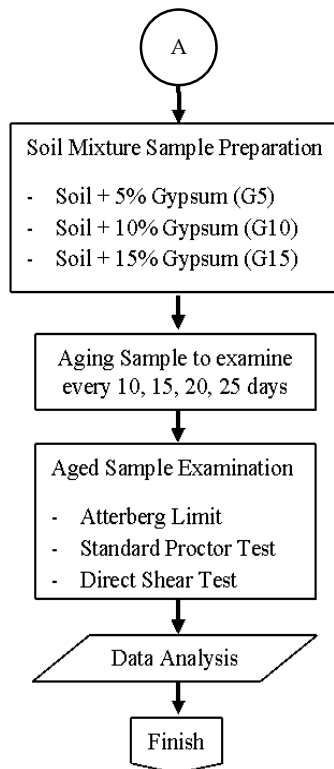 A
Soil Mixture Sample Preparation
- Soil + 5% Gypsum (G5)
- Soil + 10% Gypsum (G10)
- Soil + 15% Gypsum (G15)
Aging Sample to examine
every 10, 15, 20, 25 days
Aged Sample Examination
- Atterberg Limit
- Standard Proctor Test
- Direct Shear Test
Data Analysis
Finish